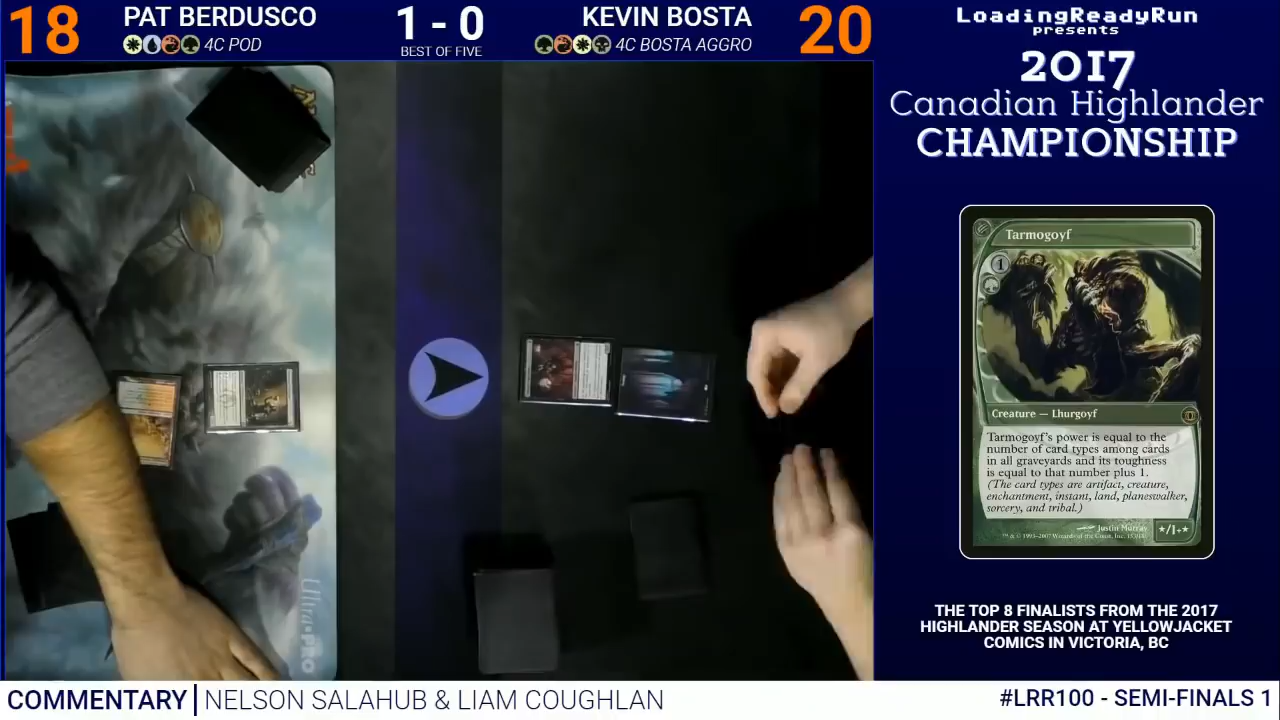 18
PAT BERDUSCO
4C POD
1 - 0
BEST OF FIVE
KEVIN BOSTA
4C BOSTA AGGRO
20
LoadingReadyRun
presents
2017
Canadian Highlander
CHAMPIONSHIP
Tarmogoyf
1
Creature — Lhurgoyf
Tarmogoyf's power is equal to the
number of card types among cards
in all graveyards and its toughness
is equal to that number plus 1.
(The card types are artifact, creature,
enchantment, instant, land, planeswalker,
sorcery, and tribal.)
Justin Murray
*/1+*
THE TOP 8 FINALISTS FROM THE 2017
HIGHLANDER SEASON AT YELLOWJACKET
COMICS IN VICTORIA, BC
Ultra·PRO
COMMENTARY | NELSON SALAHUB & LIAM COUGHLAN
#LRR100 - SEMI-FINALS 1